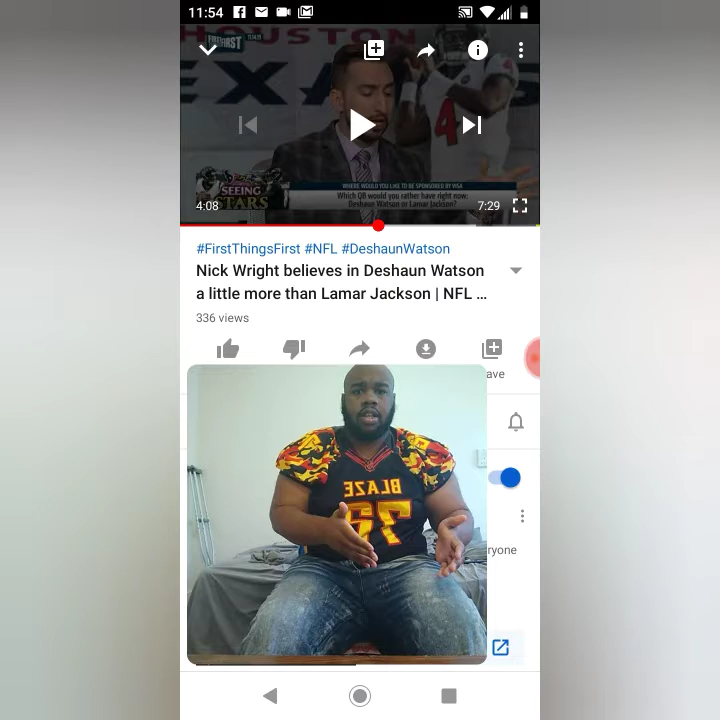 11:54
HOUSTON
FIRST
TEXANS
4
SEEING
STARS
WHERE WOULD YOU LIKE TO BE SPONSORED BY VISA
Which QB would you rather have right now:
Deshaun Watson or Lamar Jackson?
4:08
7:29
#FirstThingsFirst #NFL #DeshaunWatson
Nick Wright believes in Deshaun Watson
a little more than Lamar Jackson | NFL ...
336 views
ave
BLAZE
75
ryone